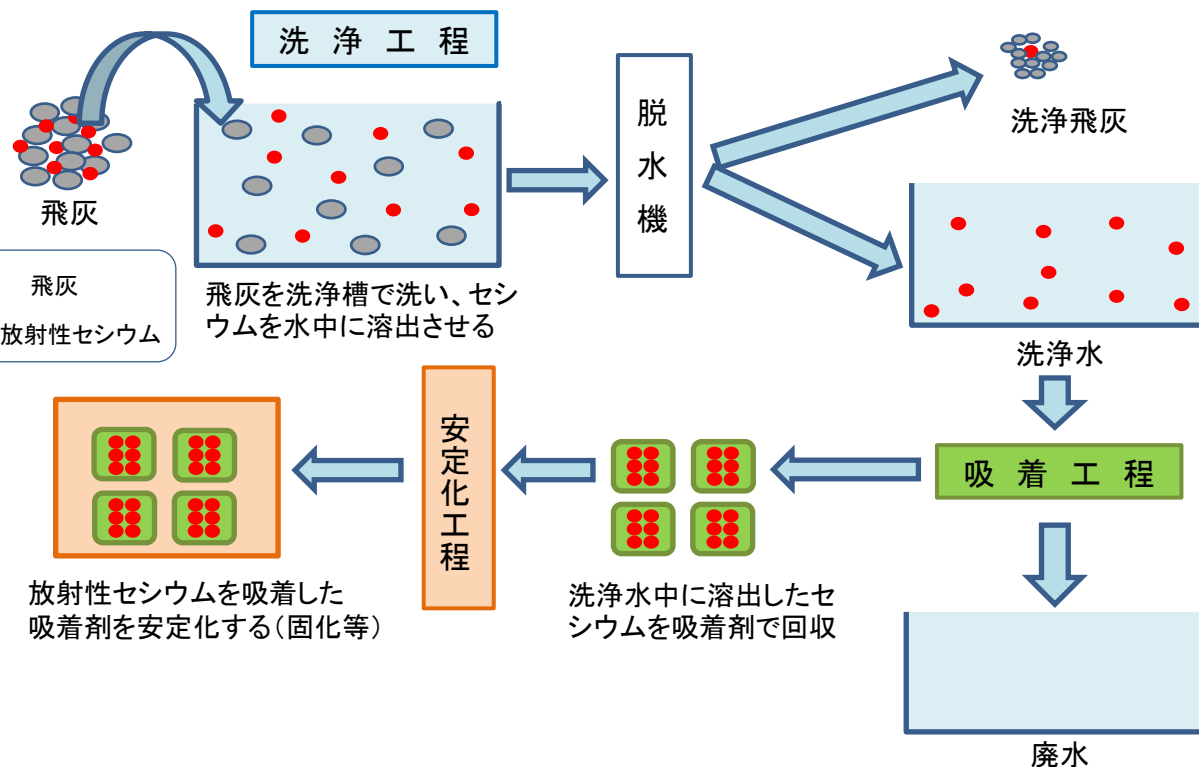 洗浄工程
飛灰
飛灰
放射性セシウム
飛灰を洗浄槽で洗い、セシ
ウムを水中に溶出させる
脱水機
洗浄飛灰
洗浄水
吸着工程
廃水
洗浄水中に溶出したセ
シウムを吸着剤で回収
安定化工程
放射性セシウムを吸着した
吸着剤を安定化する（固化等）